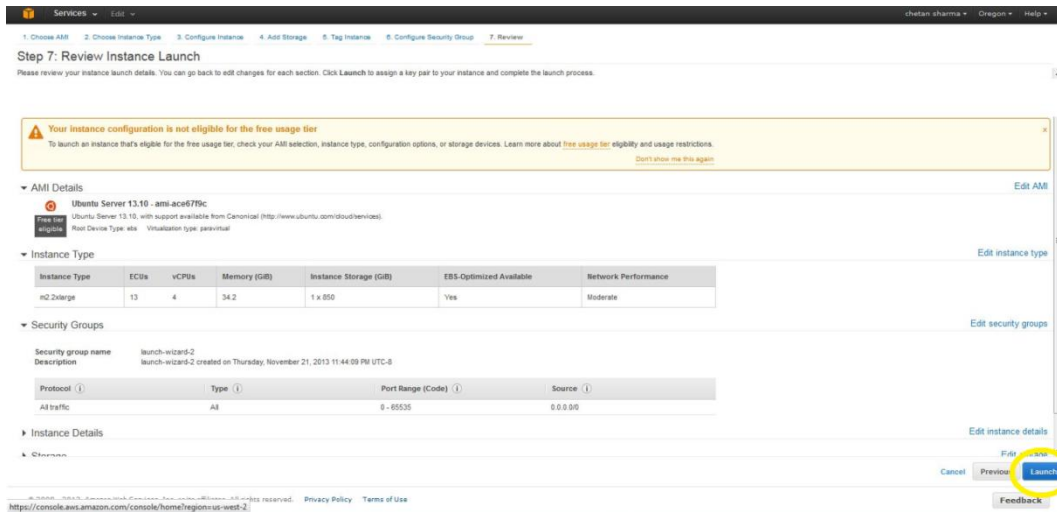 Services Edit chetan sharma Oregon Help
1. Choose AMI 2. Choose Instance Type 3. Configure Instance 4. Add Storage 5. Tag Instance 6. Configure Security Group 7. Review
Step 7: Review Instance Launch
Please review your instance launch details. You can go back to edit changes for each section. Click Launch to assign a key pair to your instance and complete the launch process.
Your instance configuration is not eligible for the free usage tier x
To launch an instance that's eligible for the free usage tier, check your AMI selection, instance type, configuration options, or storage devices. Learn more about free usage tier eligibility and usage restrictions.
Don't show me this again
AMI Details Edit AMI
Ubuntu Server 13.10 - ami-ace67f9c
Free tier eligible
Ubuntu Server 13.10, with support available from Canonical (http://www.ubuntu.com/cloud/services).
Root Device Type: ebs Virtualization type: paravirtual
Instance Type Edit instance type
Instance Type ECUs vCPUs Memory (GiB) Instance Storage (GiB) EBS-Optimized Available Network Performance
m2.2xlarge 13 4 34.2 1 x 850 Yes Moderate
Security Groups Edit security groups
Security group name launch-wizard-2
Description launch-wizard-2 created on Thursday, November 21, 2013 11:44:09 PM UTC-8
Protocol Type Port Range (Code) Source
All traffic All 0 - 65535 0.0.0.0/0
Instance Details Edit instance details
Storage Edit
Cancel Previous Launch
reserved. Privacy Policy Terms of Use
Feedback
https://console.aws.amazon.com/console/home?region=us-west-2